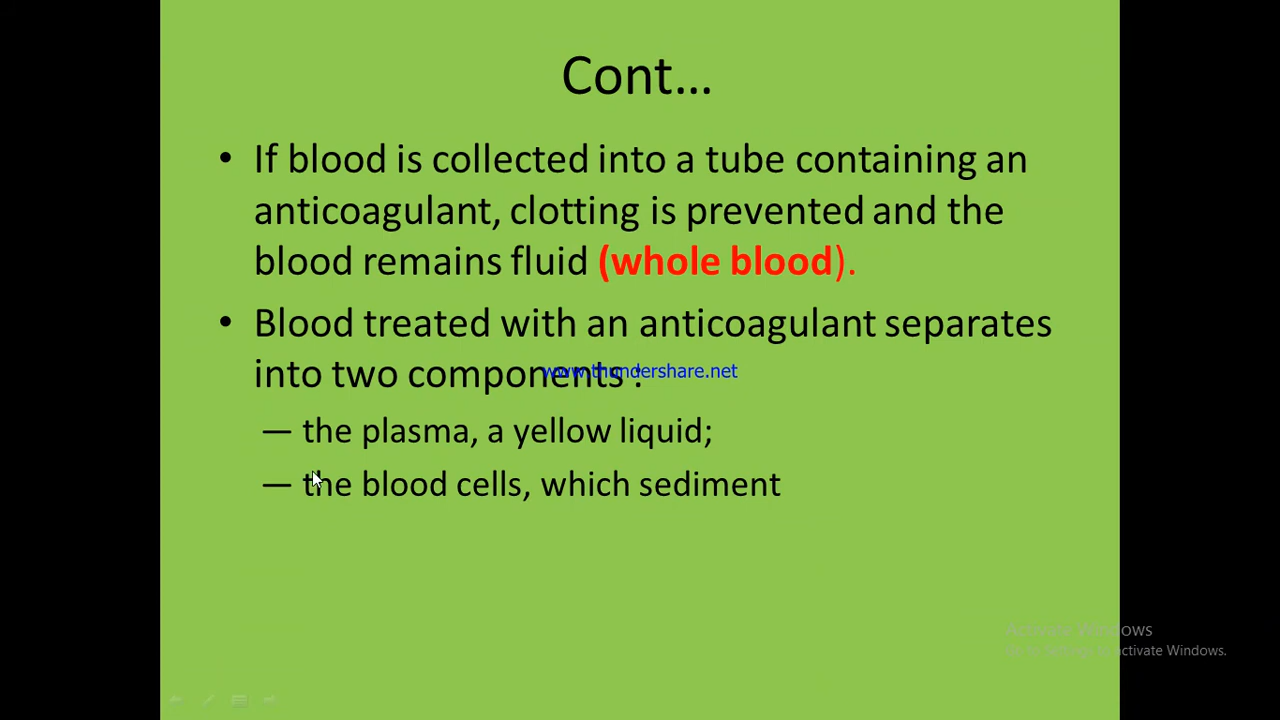 Cont...
• If blood is collected into a tube containing an
anticoagulant, clotting is prevented and the
blood remains fluid (whole blood).
• Blood treated with an anticoagulant separates
into two components :
www.thundershare.net
— the plasma, a yellow liquid;
— the blood cells, which sediment
Activate Windows
Go to Settings to activate Windows.